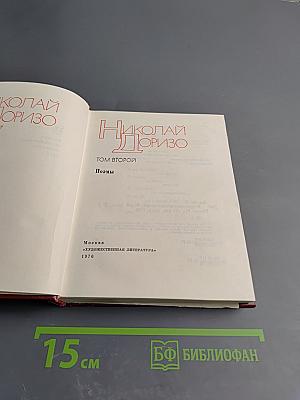 НИКОЛАЙ
ДОРИЗО
ТОМ ВТОРОЙ
Поэмы
Москва
«ХУДОЖЕСТВЕННАЯ ЛИТЕРАТУРА»
1976
15 см
БФ БИБЛИОФАН